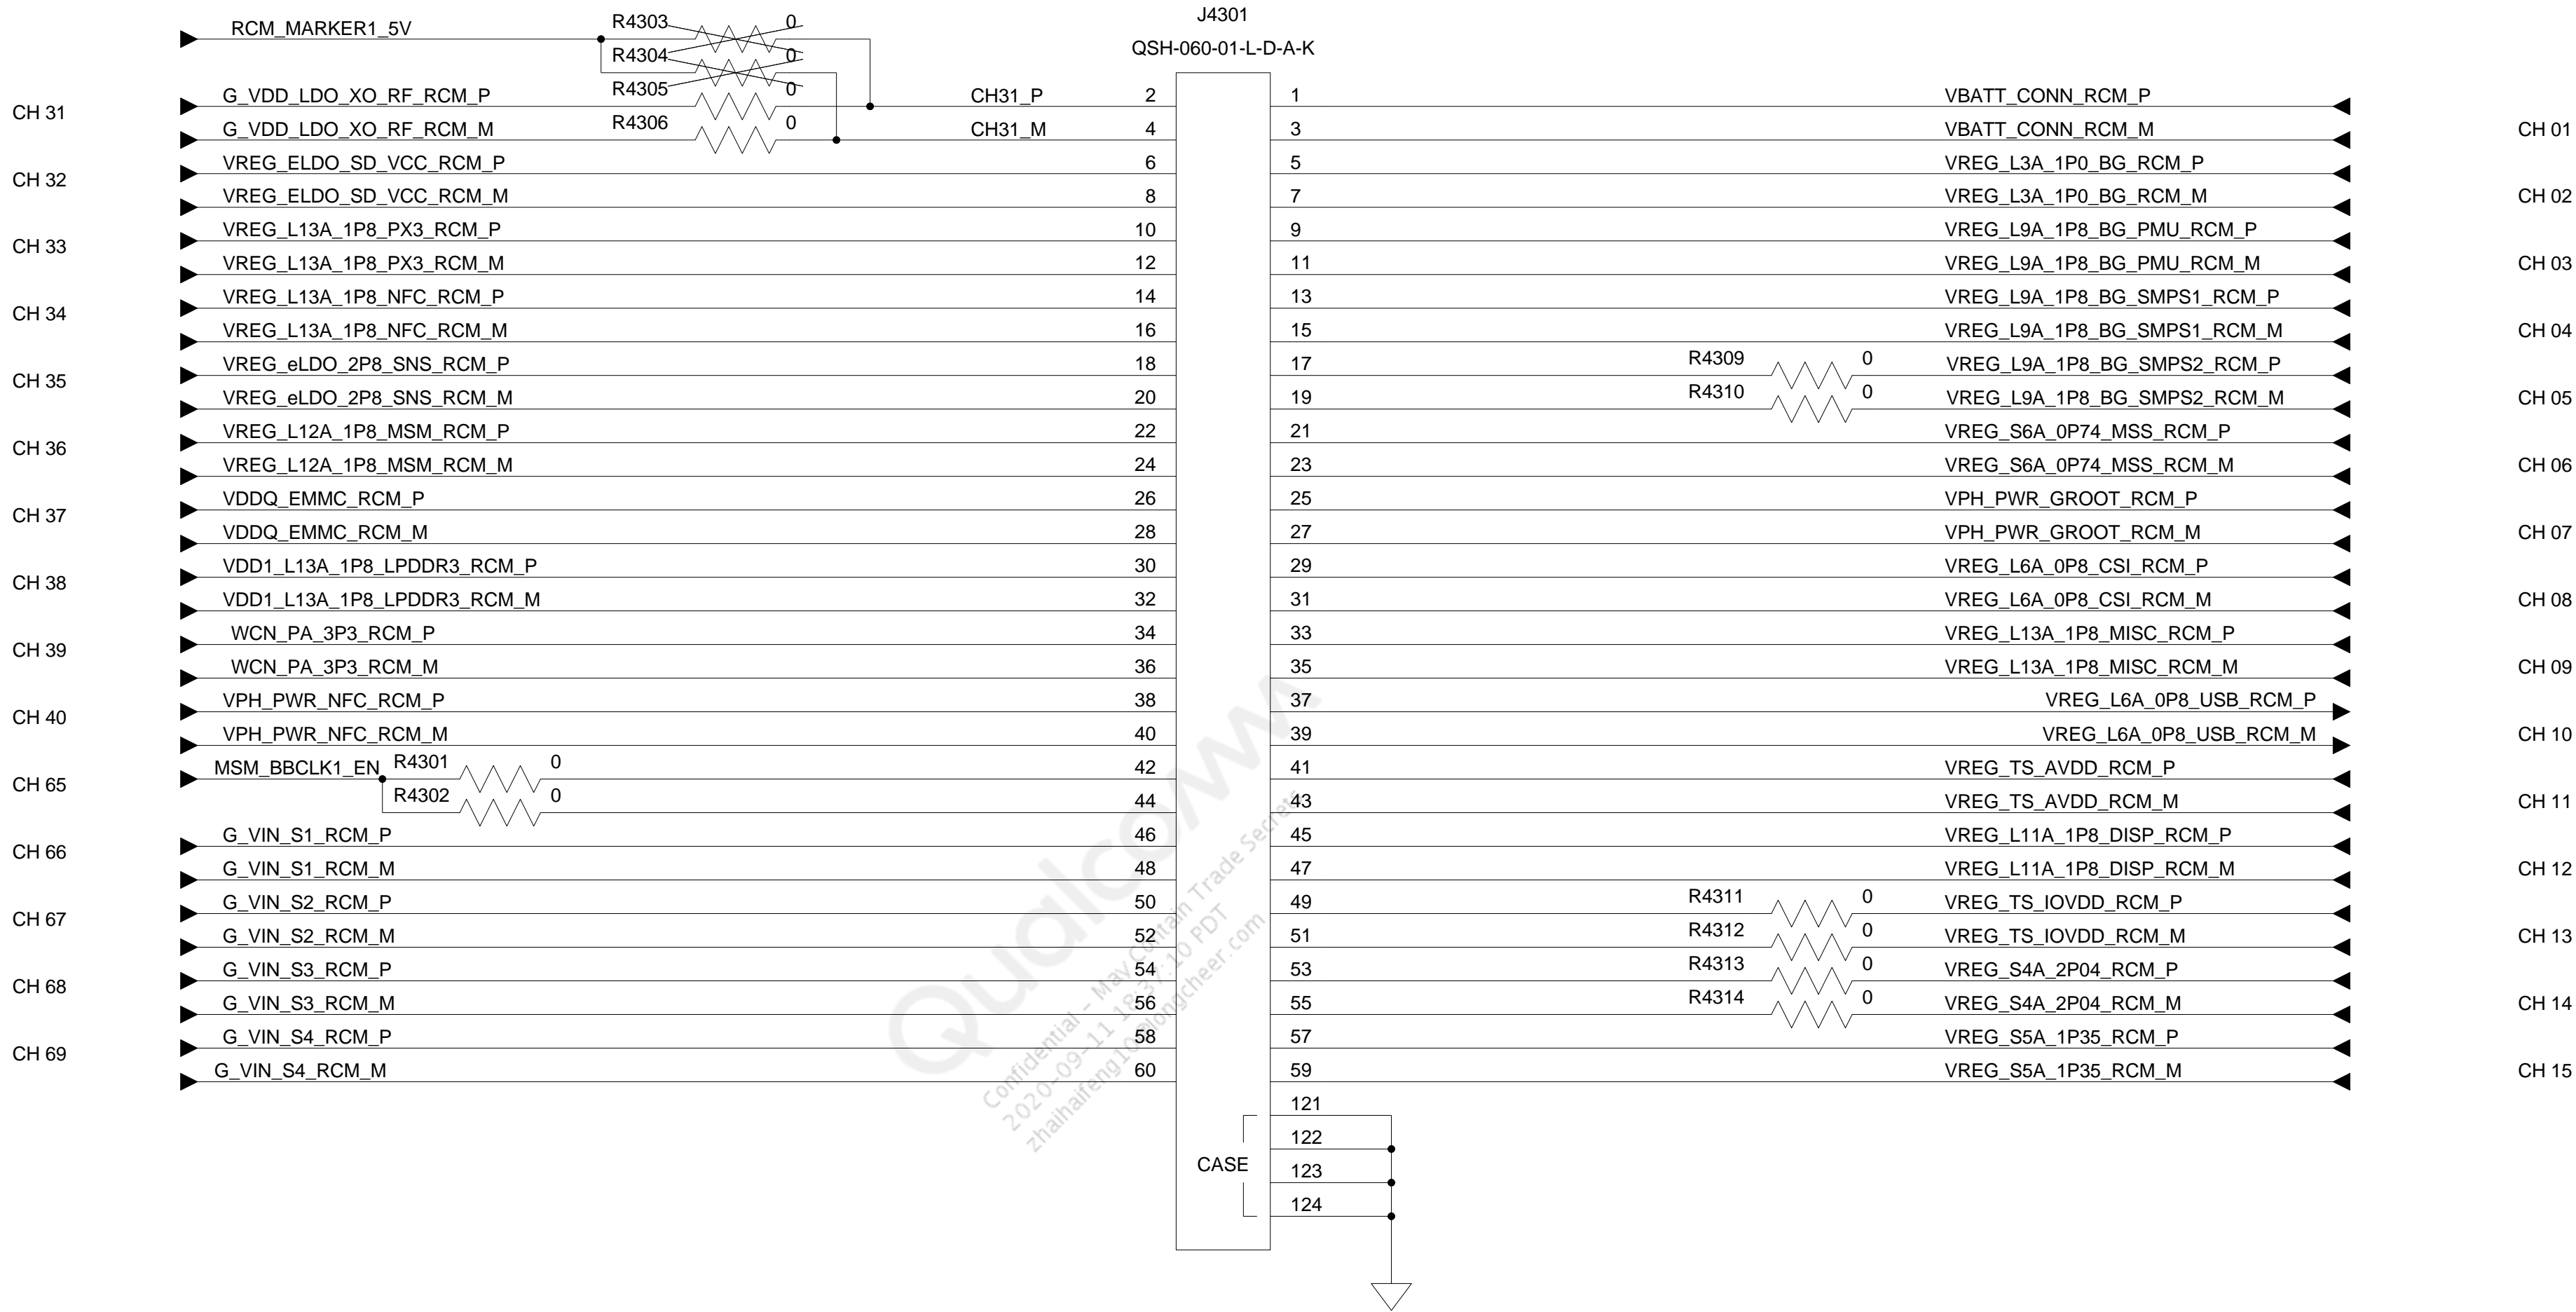 J4301
QSH-060-01-L-D-A-K
RCM_MARKER1_5V R4303 0
R4304 0
CH 31 G_VDD_LDO_XO_RF_RCM_P R4305 0 CH31_P 2 1 VBATT_CONN_RCM_P
G_VDD_LDO_XO_RF_RCM_M R4306 0 CH31_M 4 3 VBATT_CONN_RCM_M CH 01
CH 32 VREG_ELDO_SD_VCC_RCM_P 6 5 VREG_L3A_1P0_BG_RCM_P
VREG_ELDO_SD_VCC_RCM_M 8 7 VREG_L3A_1P0_BG_RCM_M CH 02
CH 33 VREG_L13A_1P8_PX3_RCM_P 10 9 VREG_L9A_1P8_BG_PMU_RCM_P
VREG_L13A_1P8_PX3_RCM_M 12 11 VREG_L9A_1P8_BG_PMU_RCM_M CH 03
CH 34 VREG_L13A_1P8_NFC_RCM_P 14 13 VREG_L9A_1P8_BG_SMPS1_RCM_P
VREG_L13A_1P8_NFC_RCM_M 16 15 VREG_L9A_1P8_BG_SMPS1_RCM_M CH 04
CH 35 VREG_eLDO_2P8_SNS_RCM_P 18 17 R4309 0 VREG_L9A_1P8_BG_SMPS2_RCM_P
VREG_eLDO_2P8_SNS_RCM_M 20 19 R4310 0 VREG_L9A_1P8_BG_SMPS2_RCM_M CH 05
CH 36 VREG_L12A_1P8_MSM_RCM_P 22 21 VREG_S6A_0P74_MSS_RCM_P
VREG_L12A_1P8_MSM_RCM_M 24 23 VREG_S6A_0P74_MSS_RCM_M CH 06
CH 37 VDDQ_EMMC_RCM_P 26 25 VPH_PWR_GROOT_RCM_P
VDDQ_EMMC_RCM_M 28 27 VPH_PWR_GROOT_RCM_M CH 07
CH 38 VDD1_L13A_1P8_LPDDR3_RCM_P 30 29 VREG_L6A_0P8_CSI_RCM_P
VDD1_L13A_1P8_LPDDR3_RCM_M 32 31 VREG_L6A_0P8_CSI_RCM_M CH 08
CH 39 WCN_PA_3P3_RCM_P 34 33 VREG_L13A_1P8_MISC_RCM_P
WCN_PA_3P3_RCM_M 36 35 VREG_L13A_1P8_MISC_RCM_M CH 09
CH 40 VPH_PWR_NFC_RCM_P 38 37 VREG_L6A_0P8_USB_RCM_P
VPH_PWR_NFC_RCM_M 40 39 VREG_L6A_0P8_USB_RCM_M CH 10
CH 65 MSM_BBCLK1_EN R4301 0 42 41 VREG_TS_AVDD_RCM_P
R4302 0 44 43 VREG_TS_AVDD_RCM_M CH 11
CH 66 G_VIN_S1_RCM_P 46 45 VREG_L11A_1P8_DISP_RCM_P
G_VIN_S1_RCM_M 48 47 VREG_L11A_1P8_DISP_RCM_M CH 12
CH 67 G_VIN_S2_RCM_P 50 49 R4311 0 VREG_TS_IOVDD_RCM_P
G_VIN_S2_RCM_M 52 51 R4312 0 VREG_TS_IOVDD_RCM_M CH 13
CH 68 G_VIN_S3_RCM_P 54 53 R4313 0 VREG_S4A_2P04_RCM_P
G_VIN_S3_RCM_M 56 55 R4314 0 VREG_S4A_2P04_RCM_M CH 14
CH 69 G_VIN_S4_RCM_P 58 57 VREG_S5A_1P35_RCM_P
G_VIN_S4_RCM_M 60 59 VREG_S5A_1P35_RCM_M CH 15
121
122
CASE 123
124
Qualcomm
Confidential - May Contain Trade Secrets
2020-09-11 18:37:10 PDT